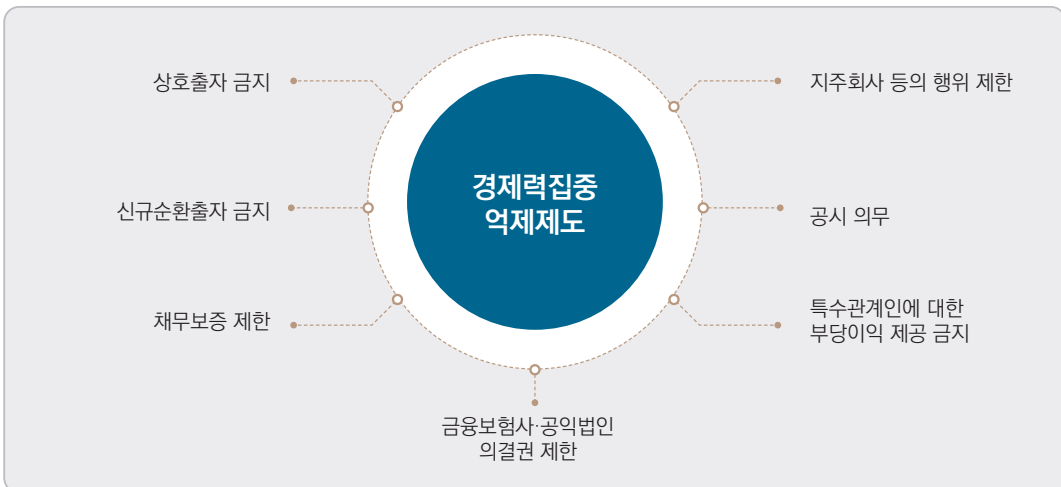 경제력집중
억제제도
상호출자 금지
신규순환출자 금지
채무보증 제한
금융보험사·공익법인
의결권 제한
지주회사 등의 행위 제한
공시 의무
특수관계인에 대한
부당이익 제공 금지